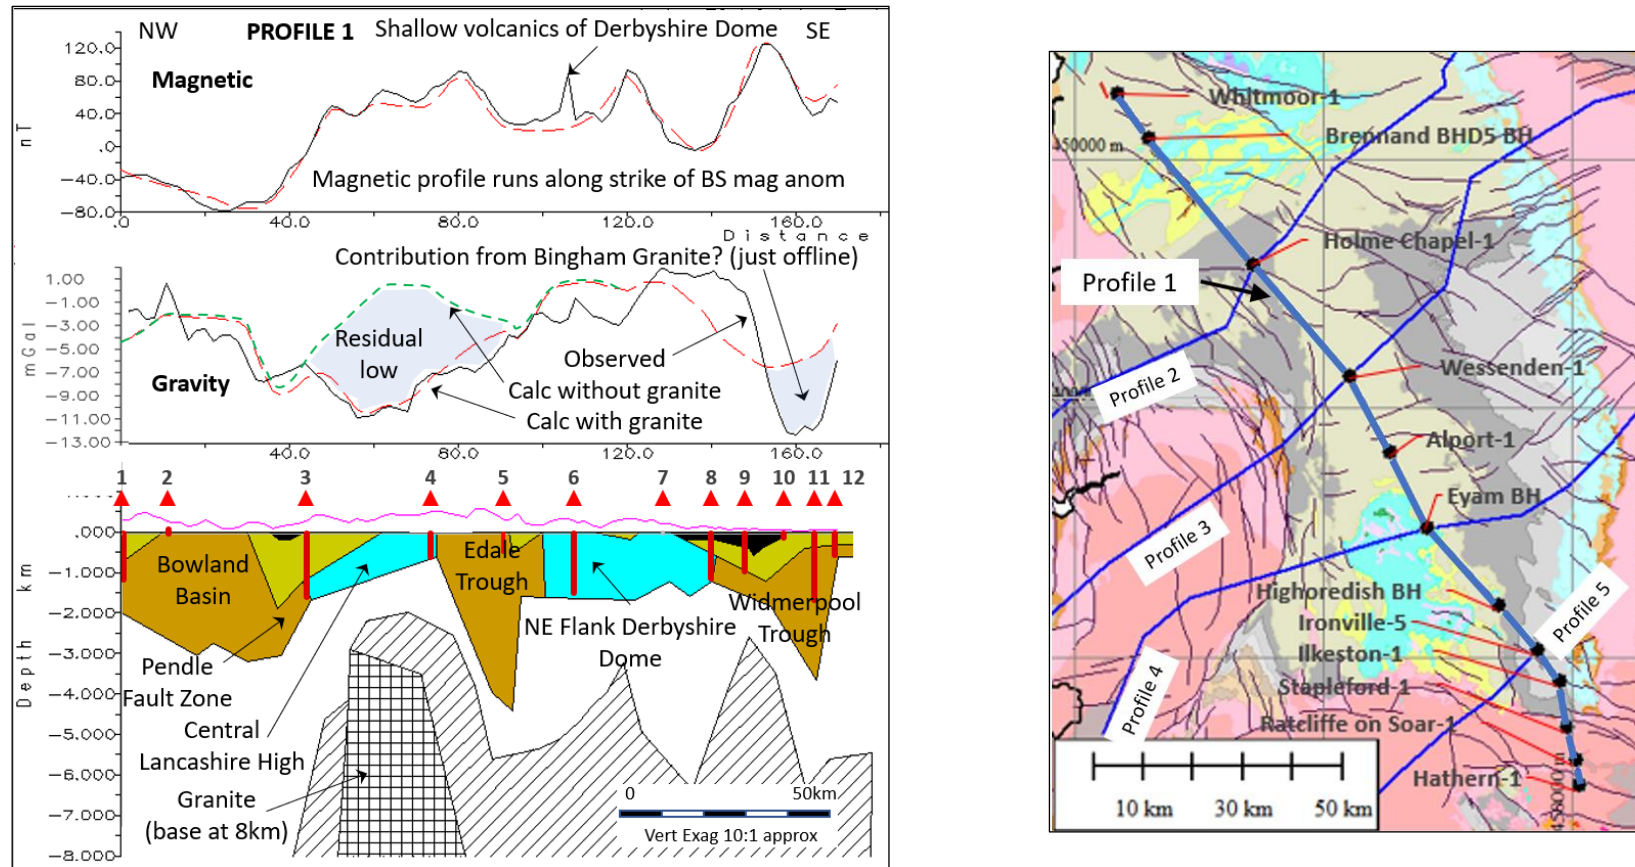 NW PROFILE 1 Shallow volcanics of Derbyshire Dome SE
Magnetic
120.0
80.0
40.0
.0
-40.0
-80.0
nT
Magnetic profile runs along strike of BS mag anom
.0 40.0 80.0 120.0 160.0
Distance
Contribution from Bingham Granite? (just offline)
1.00
-1.00
-3.00
-5.00
-7.00
-9.00
-11.00
-13.00
mGal
Residual
low
Gravity
Observed
Calc without granite
Calc with granite
40.0 80.0 120.0 160.0
1 2 3 4 5 6 7 8 9 10 11 12
.000
-1.000
-2.000
-3.000
-4.000
-5.000
-6.000
-7.000
-8.000
Depth km
Bowland
Basin
Edale
Trough
Widmerpool
Trough
NE Flank Derbyshire
Dome
Pendle
Fault Zone
Central
Lancashire High
Granite
(base at 8km)
0 50km
Vert Exag 10:1 approx
Whitmoor-1
Brennand BHD5 BH
450000 m
Holme Chapel-1
Profile 1
Wessenden-1
Profile 2
Alport-1
Eyam BH
Profile 3
Highoredish BH
Profile 5
Ironville-5
Ilkeston-1
Profile 4
Stapleford-1
Ratcliffe on Soar-1
Hathern-1
10 km 30 km 50 km